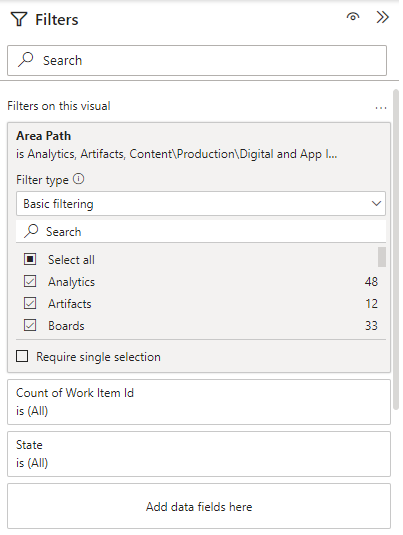 Filters
Search
Filters on this visual
Area Path
is Analytics, Artifacts, Content\Production\Digital and App I...
Filter type
Basic filtering
Search
Select all
Analytics 48
Artifacts 12
Boards 33
Require single selection
Count of Work Item Id
is (All)
State
is (All)
Add data fields here